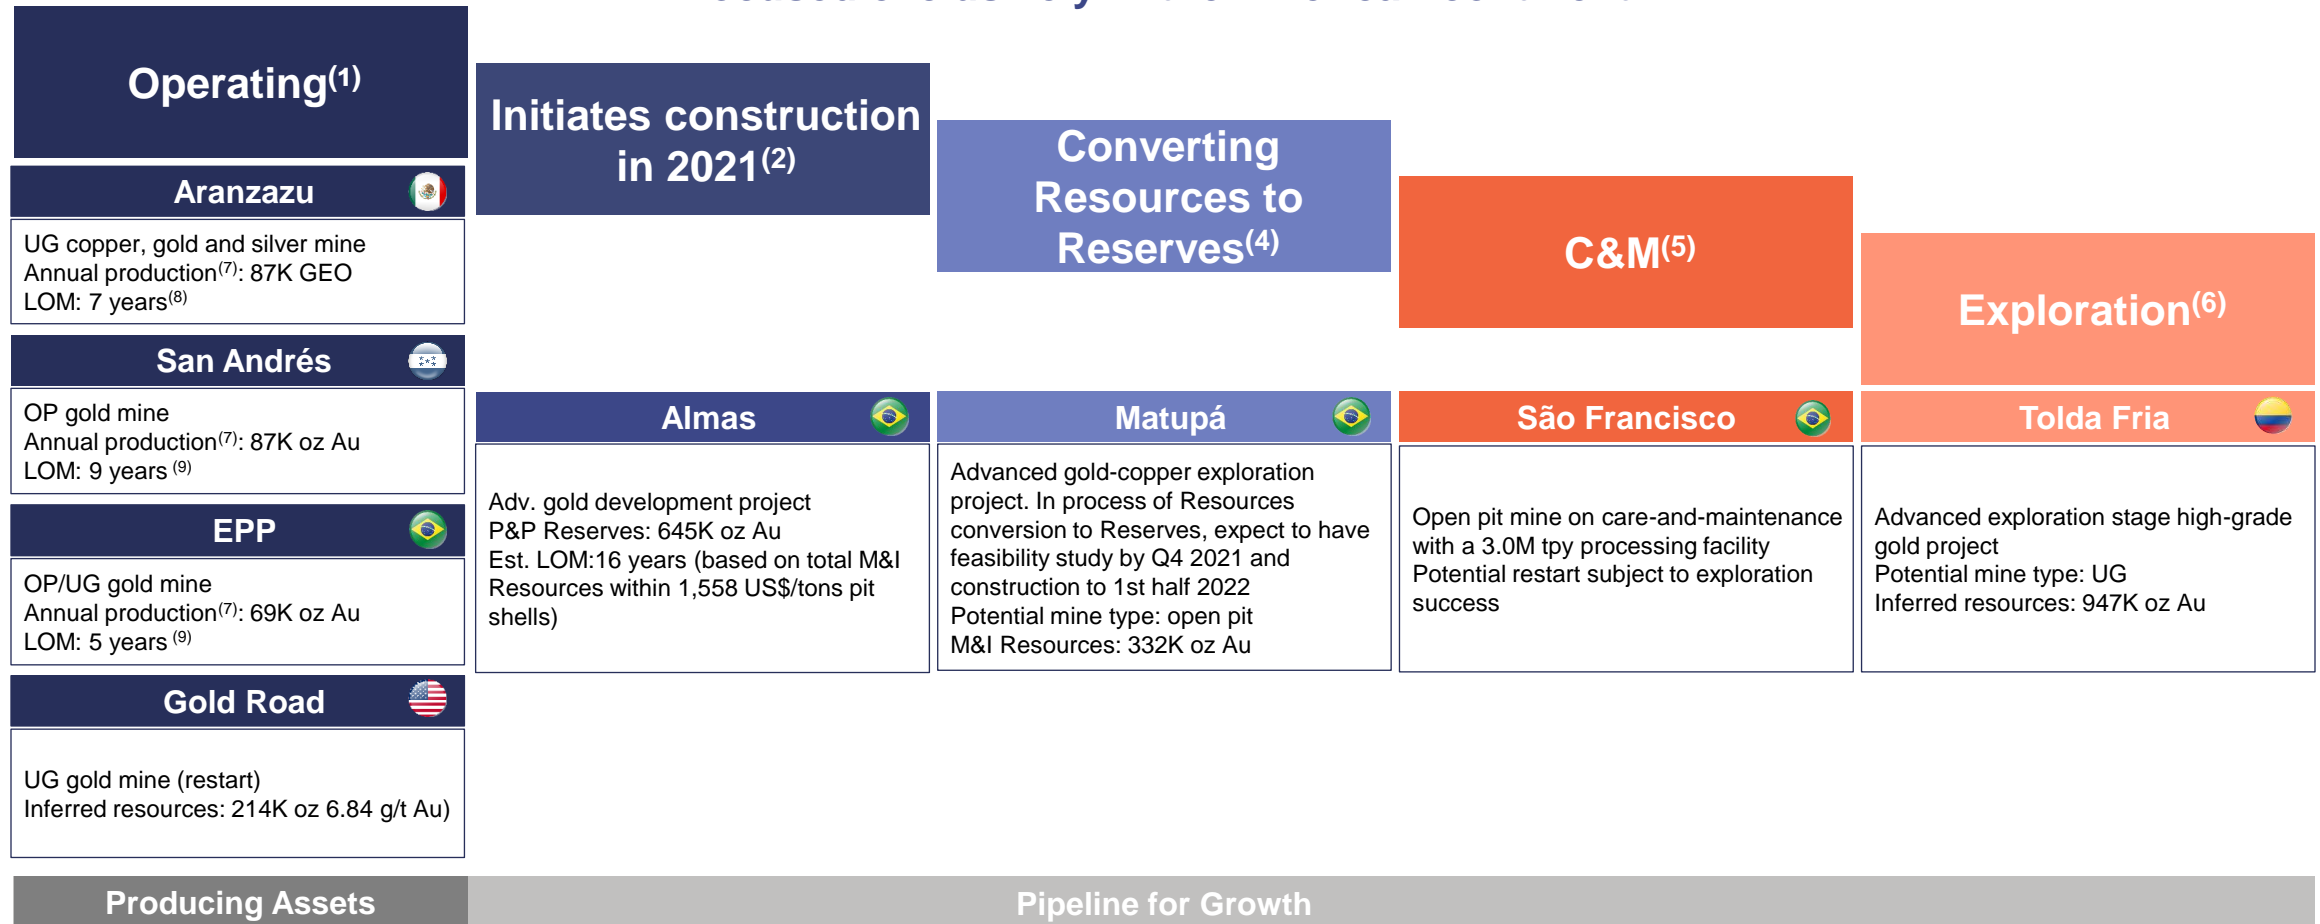 Operating(1)
Aranzazu
UG copper, gold and silver mine
Annual production(7): 87K GEO
LOM: 7 years(8)
San Andrés
OP gold mine
Annual production(7): 87K oz Au
LOM: 9 years (9)
EPP
OP/UG gold mine
Annual production(7): 69K oz Au
LOM: 5 years (9)
Gold Road
UG gold mine (restart)
Inferred resources: 214K oz 6.84 g/t Au)
Initiates construction
in 2021(2)
Almas
Adv. gold development project
P&P Reserves: 645K oz Au
Est. LOM:16 years (based on total M&I
Resources within 1,558 US$/tons pit
shells)
Converting
Resources to
Reserves(4)
Matupá
Advanced gold-copper exploration
project. In process of Resources
conversion to Reserves, expect to have
feasibility study by Q4 2021 and
construction to 1st half 2022
Potential mine type: open pit
M&I Resources: 332K oz Au
C&M(5)
São Francisco
Open pit mine on care-and-maintenance
with a 3.0M tpy processing facility
Potential restart subject to exploration
success
Exploration(6)
Tolda Fria
Advanced exploration stage high-grade
gold project
Potential mine type: UG
Inferred resources: 947K oz Au
Producing Assets
Pipeline for Growth